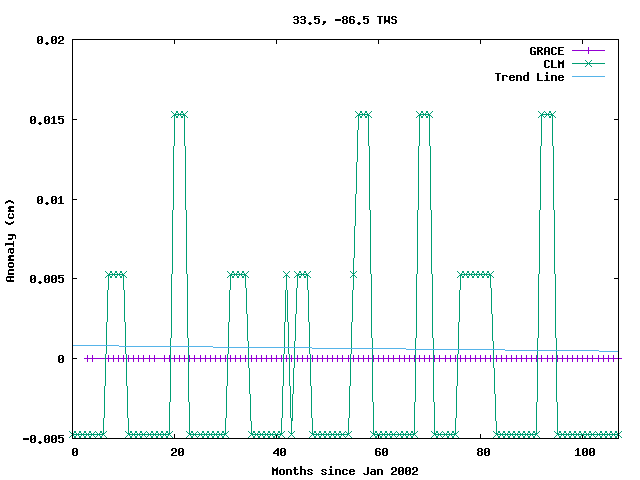 33.5, -86.5 TWS
GRACE
CLM
Trend Line
0.02
0.015
0.01
0.005
0
-0.005
Anomaly (cm)
0 20 40 60 80 100
Months since Jan 2002